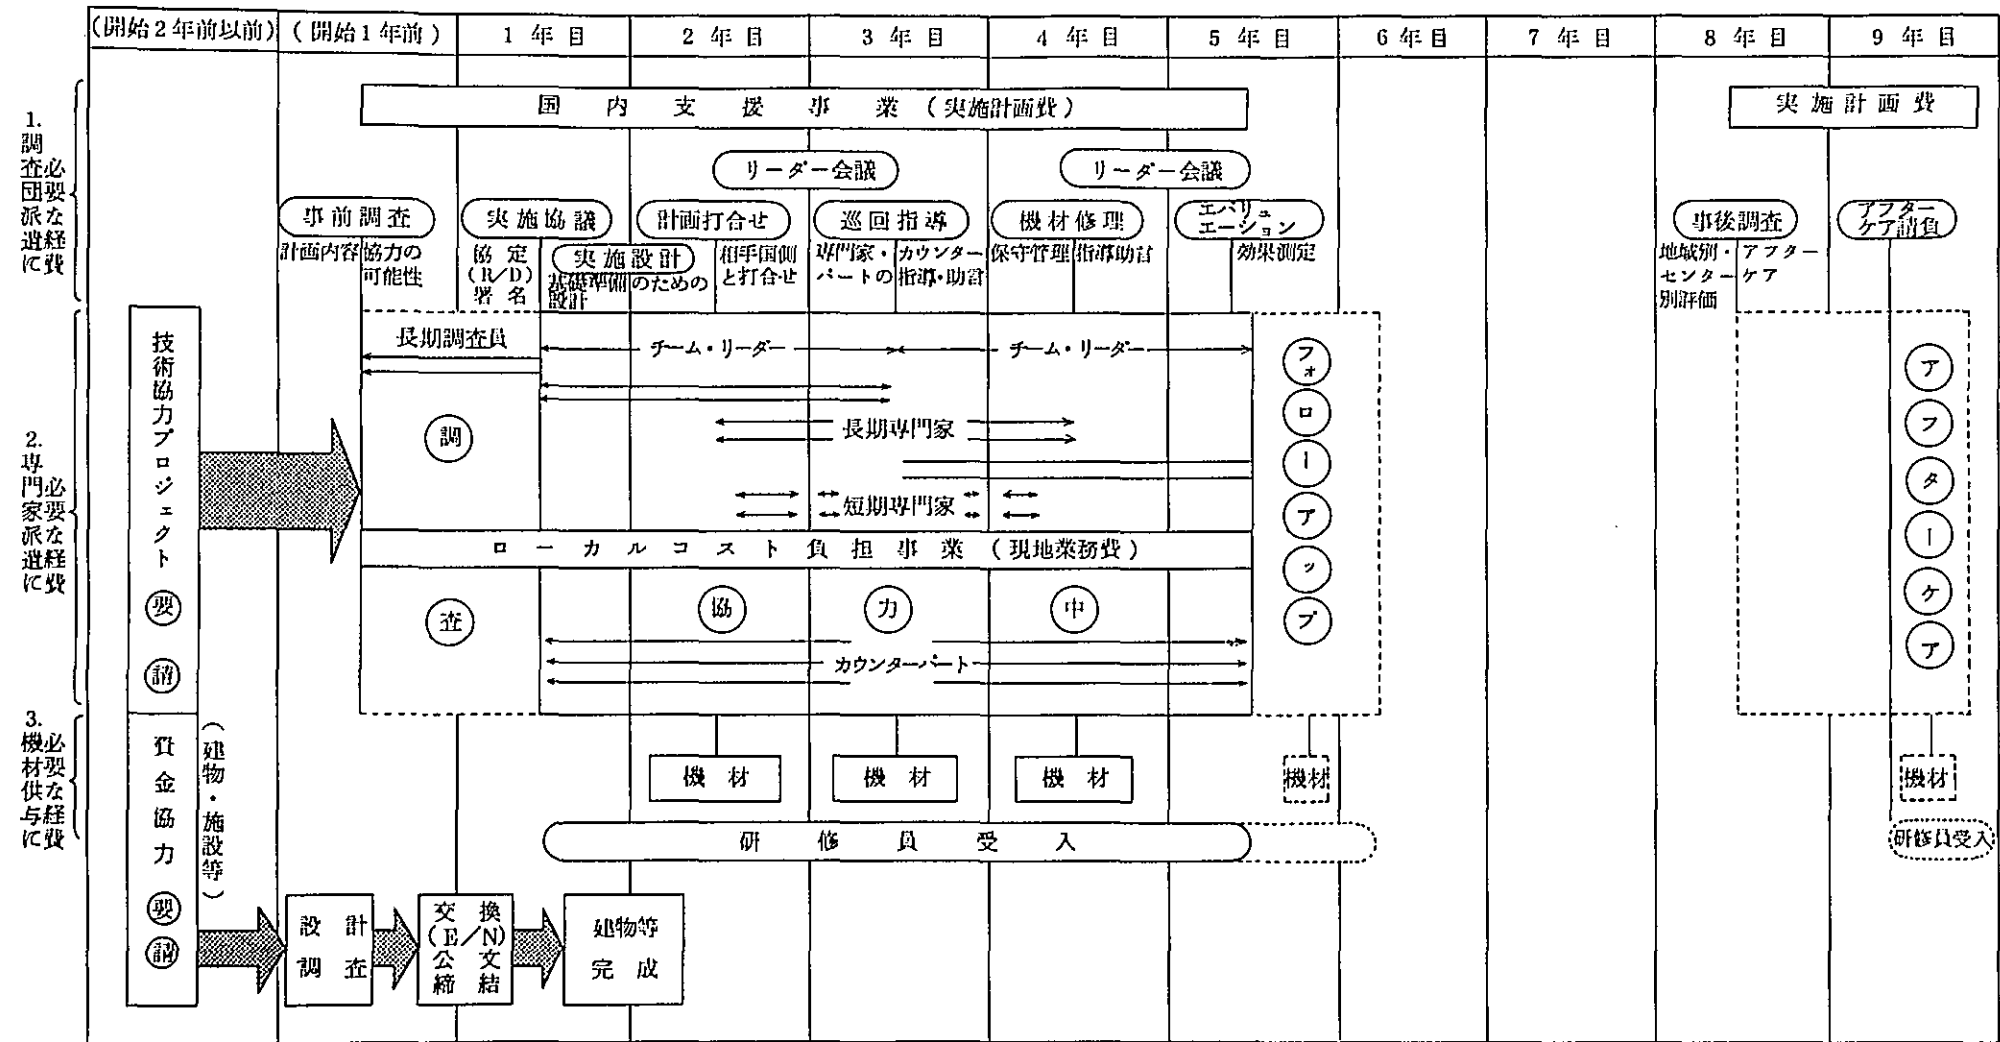 (開始2年前以前) (開始1年前) 1年目 2年目 3年目 4年目 5年目 6年目 7年目 8年目 9年目
1. 調査団派遣に必要な経費
国内支援事業(実施計画費)
実施計画費
リーダー会議
リーダー会議
事前調査
実施協議
計画打合せ
巡回指導
機材修理
エバリュエーション
事後調査
アフターケア請負
計画内容
協力の可能性
協定(R/D)署名
実施設計
基礎準備のための設計
相手国側と打合せ
専門家・カウンターパートの指導・助言
保守管理指導助言
効果測定
地域別・センター別評価
アフターケア
2. 専門家派遣に必要な経費
技術協力プロジェクト要請
長期調査員
チーム・リーダー
チーム・リーダー
長期専門家
短期専門家
調
ローカルコスト負担事業(現地業務費)
査
協力中
カウンターパート
フォローアップ
アフターケア
3. 機材供与に必要な経費
資金協力要請
(建物・施設等)
機材
機材
機材
機材
機材
研修員受入
研修員受入
設計調査
交換公文(E/N)締結
建物等完成